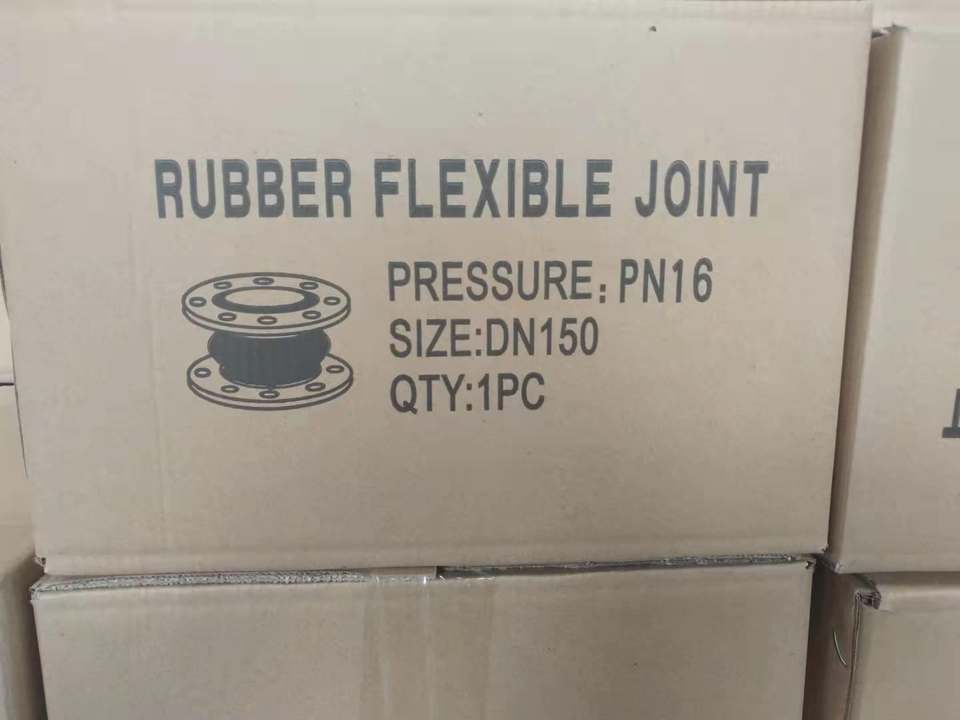 RUBBER FLEXIBLE JOINT
PRESSURE: PN16
SIZE:DN150
QTY:1PC